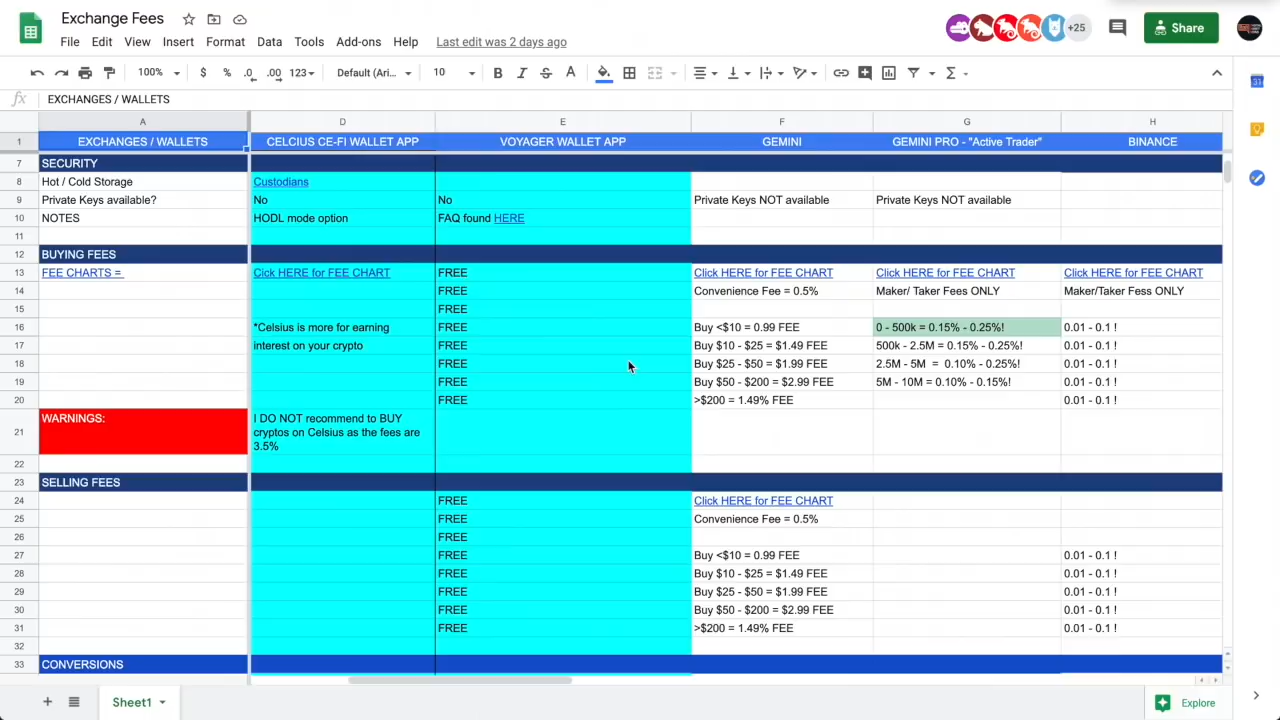 Exchange Fees
+25
Share
File Edit View Insert Format Data Tools Add-ons Help Last edit was 2 days ago
100% $ % .0 .00 123 Default (Ari... 10 B I S A
fx EXCHANGES / WALLETS
A D E F G H
1 EXCHANGES / WALLETS CELCIUS CE-FI WALLET APP VOYAGER WALLET APP GEMINI GEMINI PRO - "Active Trader" BINANCE
7 SECURITY
8 Hot / Cold Storage Custodians
9 Private Keys available? No No Private Keys NOT available Private Keys NOT available
10 NOTES HODL mode option FAQ found HERE
11
12 BUYING FEES
13 FEE CHARTS = Cick HERE for FEE CHART FREE Click HERE for FEE CHART Click HERE for FEE CHART Click HERE for FEE CHART
14 FREE Convenience Fee = 0.5% Maker/ Taker Fees ONLY Maker/Taker Fess ONLY
15 FREE
16 *Celsius is more for earning FREE Buy <$10 = 0.99 FEE 0 - 500k = 0.15% - 0.25%! 0.01 - 0.1 !
17 interest on your crypto FREE Buy $10 - $25 = $1.49 FEE 500k - 2.5M = 0.15% - 0.25%! 0.01 - 0.1 !
18 FREE Buy $25 - $50 = $1.99 FEE 2.5M - 5M = 0.10% - 0.25%! 0.01 - 0.1 !
19 FREE Buy $50 - $200 = $2.99 FEE 5M - 10M = 0.10% - 0.15%! 0.01 - 0.1 !
20 FREE >$200 = 1.49% FEE 0.01 - 0.1 !
21 WARNINGS: I DO NOT recommend to BUY
cryptos on Celsius as the fees are
3.5%
22
23 SELLING FEES
24 FREE Click HERE for FEE CHART
25 FREE Convenience Fee = 0.5%
26 FREE
27 FREE Buy <$10 = 0.99 FEE 0.01 - 0.1 !
28 FREE Buy $10 - $25 = $1.49 FEE 0.01 - 0.1 !
29 FREE Buy $25 - $50 = $1.99 FEE 0.01 - 0.1 !
30 FREE Buy $50 - $200 = $2.99 FEE 0.01 - 0.1 !
31 FREE >$200 = 1.49% FEE 0.01 - 0.1 !
32
33 CONVERSIONS
Sheet1
Explore